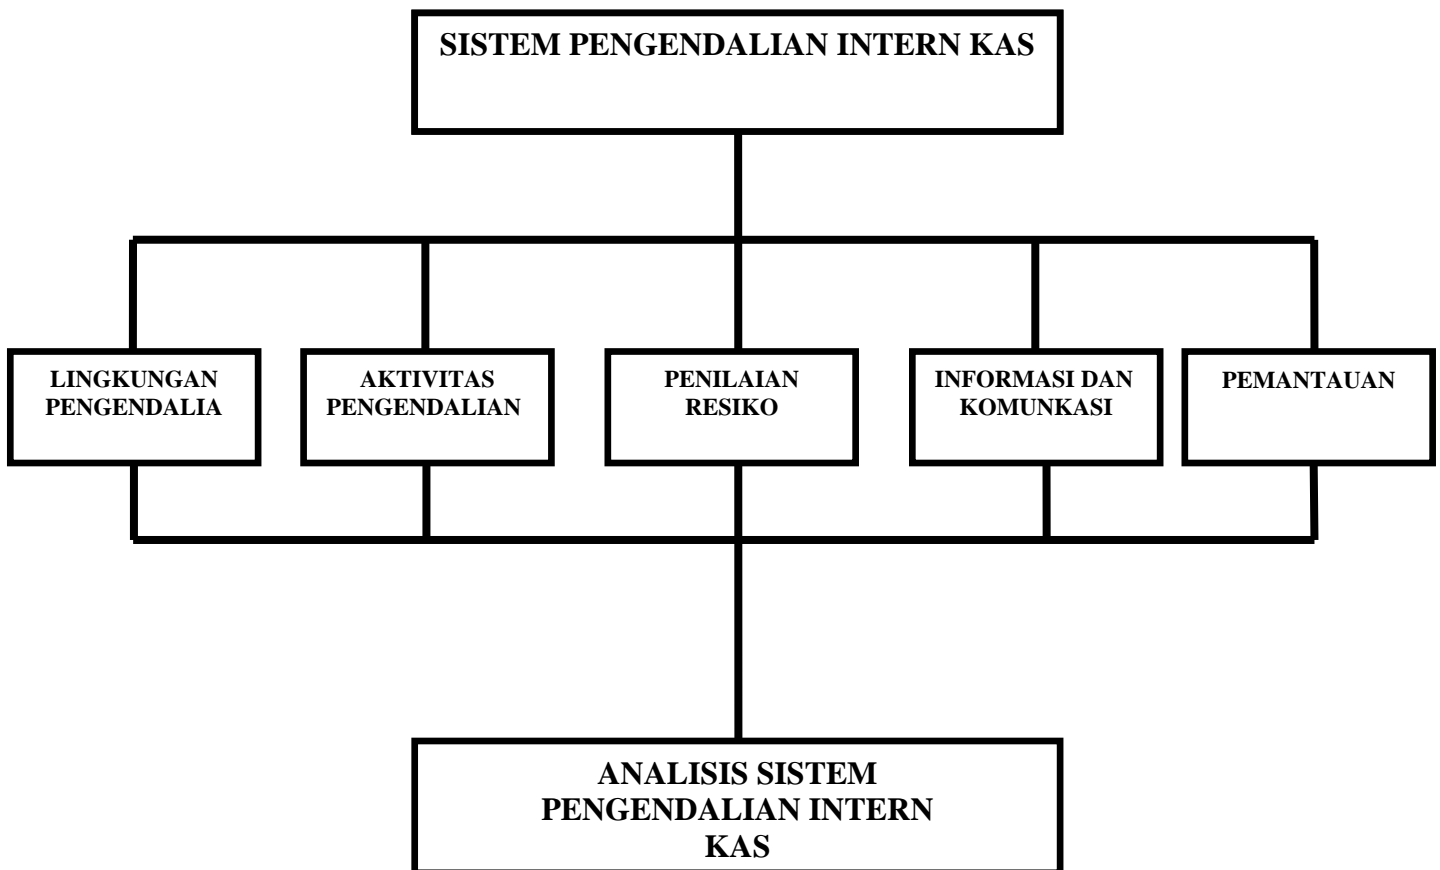 SISTEM PENGENDALIAN INTERN KAS
LINGKUNGAN
PENGENDALIA
AKTIVITAS
PENGENDALIAN
PENILAIAN
RESIKO
INFORMASI DAN
KOMUNKASI
PEMANTAUAN
ANALISIS SISTEM
PENGENDALIAN INTERN
KAS